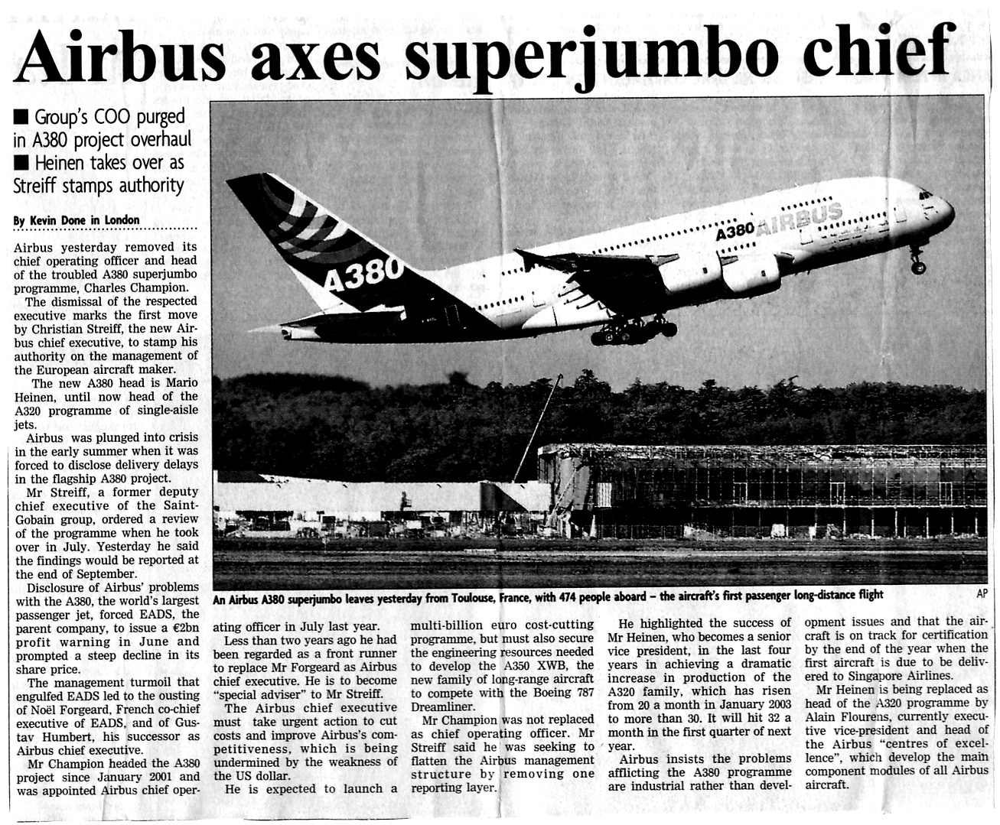 Airbus axes superjumbo chief
■ Group's COO purged
in A380 project overhaul
■ Heinen takes over as
Streiff stamps authority
By Kevin Done in London
Airbus yesterday removed its
chief operating officer and head
of the troubled A380 superjumbo
programme, Charles Champion.
The dismissal of the respected
executive marks the first move
by Christian Streiff, the new Air-
bus chief executive, to stamp his
authority on the management of
the European aircraft maker.
The new A380 head is Mario
Heinen, until now head of the
A320 programme of single-aisle
jets.
Airbus was plunged into crisis
in the early summer when it was
forced to disclose delivery delays
in the flagship A380 project.
Mr Streiff, a former deputy
chief executive of the Saint-
Gobain group, ordered a review
of the programme when he took
over in July. Yesterday he said
the findings would be reported at
the end of September.
Disclosure of Airbus' problems
with the A380, the world's largest
passenger jet, forced EADS, the
parent company, to issue a €2bn
profit warning in June and
prompted a steep decline in its
share price.
The management turmoil that
engulfed EADS led to the ousting
of Noël Forgeard, French co-chief
executive of EADS, and of Gus-
tav Humbert, his successor as
Airbus chief executive.
Mr Champion headed the A380
project since January 2001 and
was appointed Airbus chief oper-
A380
A380 AIRBUS
An Airbus A380 superjumbo leaves yesterday from Toulouse, France, with 474 people aboard – the aircraft's first passenger long-distance flight
AP
ating officer in July last year.
Less than two years ago he had
been regarded as a front runner
to replace Mr Forgeard as Airbus
chief executive. He is to become
"special adviser" to Mr Streiff.
The Airbus chief executive
must take urgent action to cut
costs and improve Airbus's com-
petitiveness, which is being
undermined by the weakness of
the US dollar.
He is expected to launch a
multi-billion euro cost-cutting
programme, but must also secure
the engineering resources needed
to develop the A350 XWB, the
new family of long-range aircraft
to compete with the Boeing 787
Dreamliner.
Mr Champion was not replaced
as chief operating officer. Mr
Streiff said he was seeking to
flatten the Airbus management
structure by removing one
reporting layer.
He highlighted the success of
Mr Heinen, who becomes a senior
vice president, in the last four
years in achieving a dramatic
increase in production of the
A320 family, which has risen
from 20 a month in January 2003
to more than 30. It will hit 32 a
month in the first quarter of next
year.
Airbus insists the problems
afflicting the A380 programme
are industrial rather than devel-
opment issues and that the air-
craft is on track for certification
by the end of the year when the
first aircraft is due to be deliv-
ered to Singapore Airlines.
Mr Heinen is being replaced as
head of the A320 programme by
Alain Flourens, currently execu-
tive vice-president and head of
the Airbus "centres of excel-
lence", which develop the main
component modules of all Airbus
aircraft.